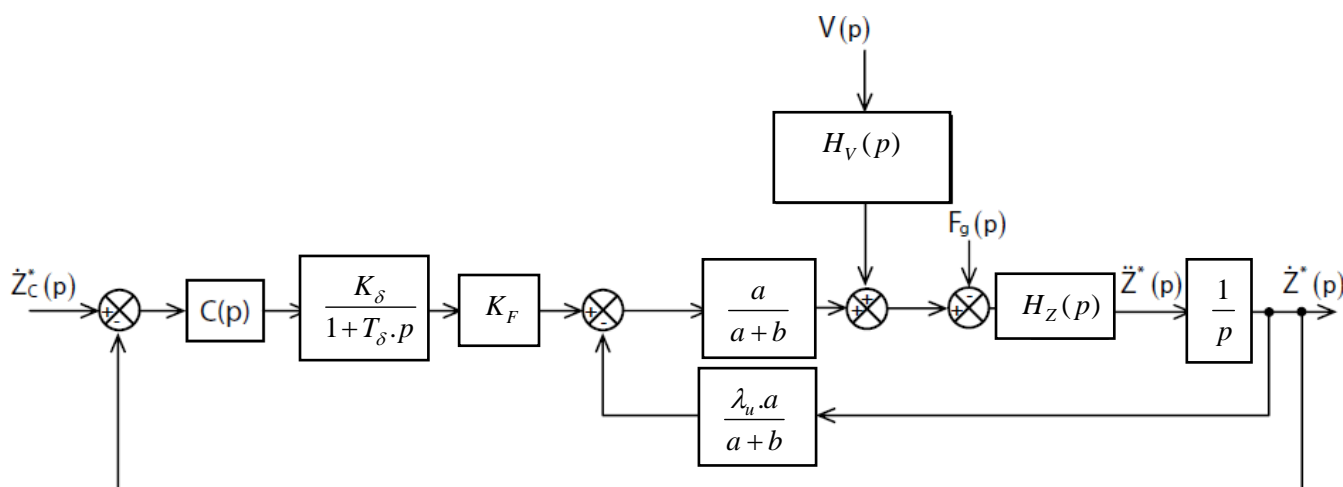 V(p)
H_V(p)
F_g(p)
Ż*_C(p)
+
-
C(p)
K_δ
1+T_δ.p
K_F
+
-
a
a+b
+
+
-
+
H_Z(p)
Z̈*(p)
1
p
Ż*(p)
λ_u.a
a+b